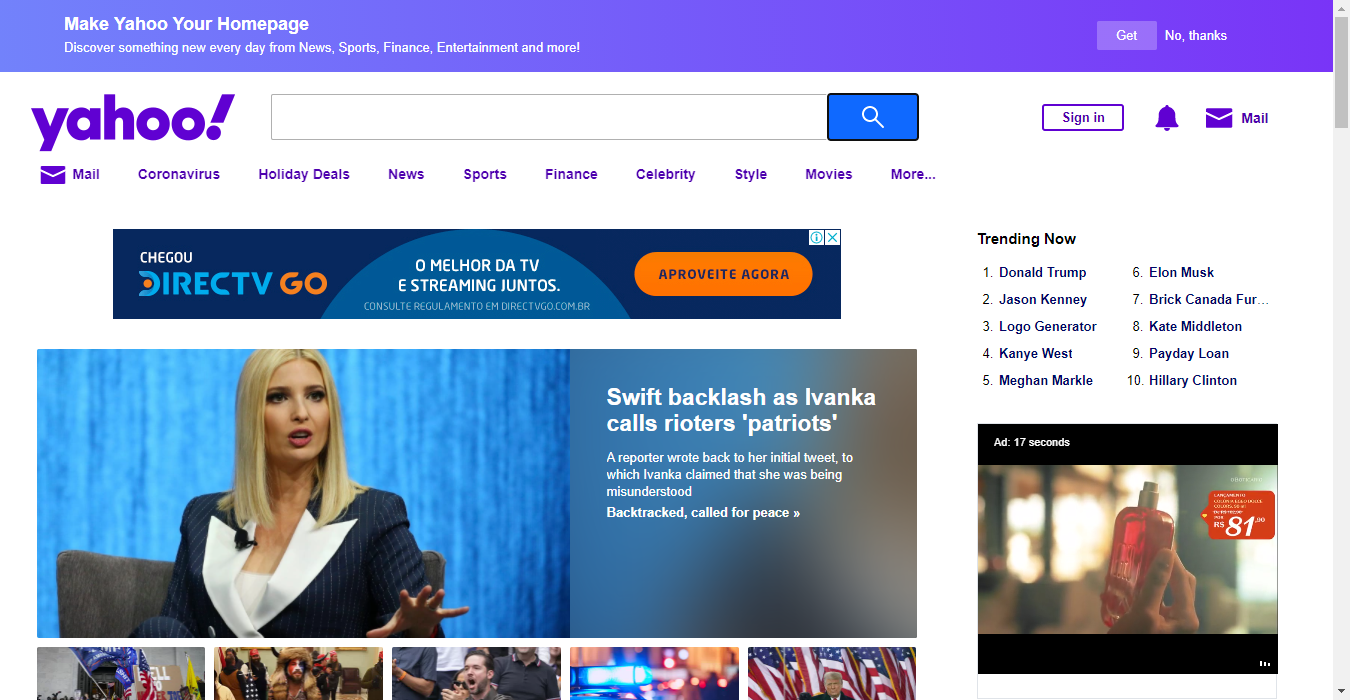 Make Yahoo Your Homepage
Discover something new every day from News, Sports, Finance, Entertainment and more!
Get
No, thanks
yahoo!
Sign in
Mail
Mail
Coronavirus
Holiday Deals
News
Sports
Finance
Celebrity
Style
Movies
More...
CHEGOU
DIRECTV GO
O MELHOR DA TV
E STREAMING JUNTOS.
CONSULTE REGULAMENTO EM DIRECTVGO.COM.BR
APROVEITE AGORA
Trending Now
1. Donald Trump
2. Jason Kenney
3. Logo Generator
4. Kanye West
5. Meghan Markle
6. Elon Musk
7. Brick Canada Fur...
8. Kate Middleton
9. Payday Loan
10. Hillary Clinton
Swift backlash as Ivanka
calls rioters 'patriots'
A reporter wrote back to her initial tweet, to
which Ivanka claimed that she was being
misunderstood
Backtracked, called for peace »
Ad: 17 seconds
LANÇAMENTO
R$ 81,90